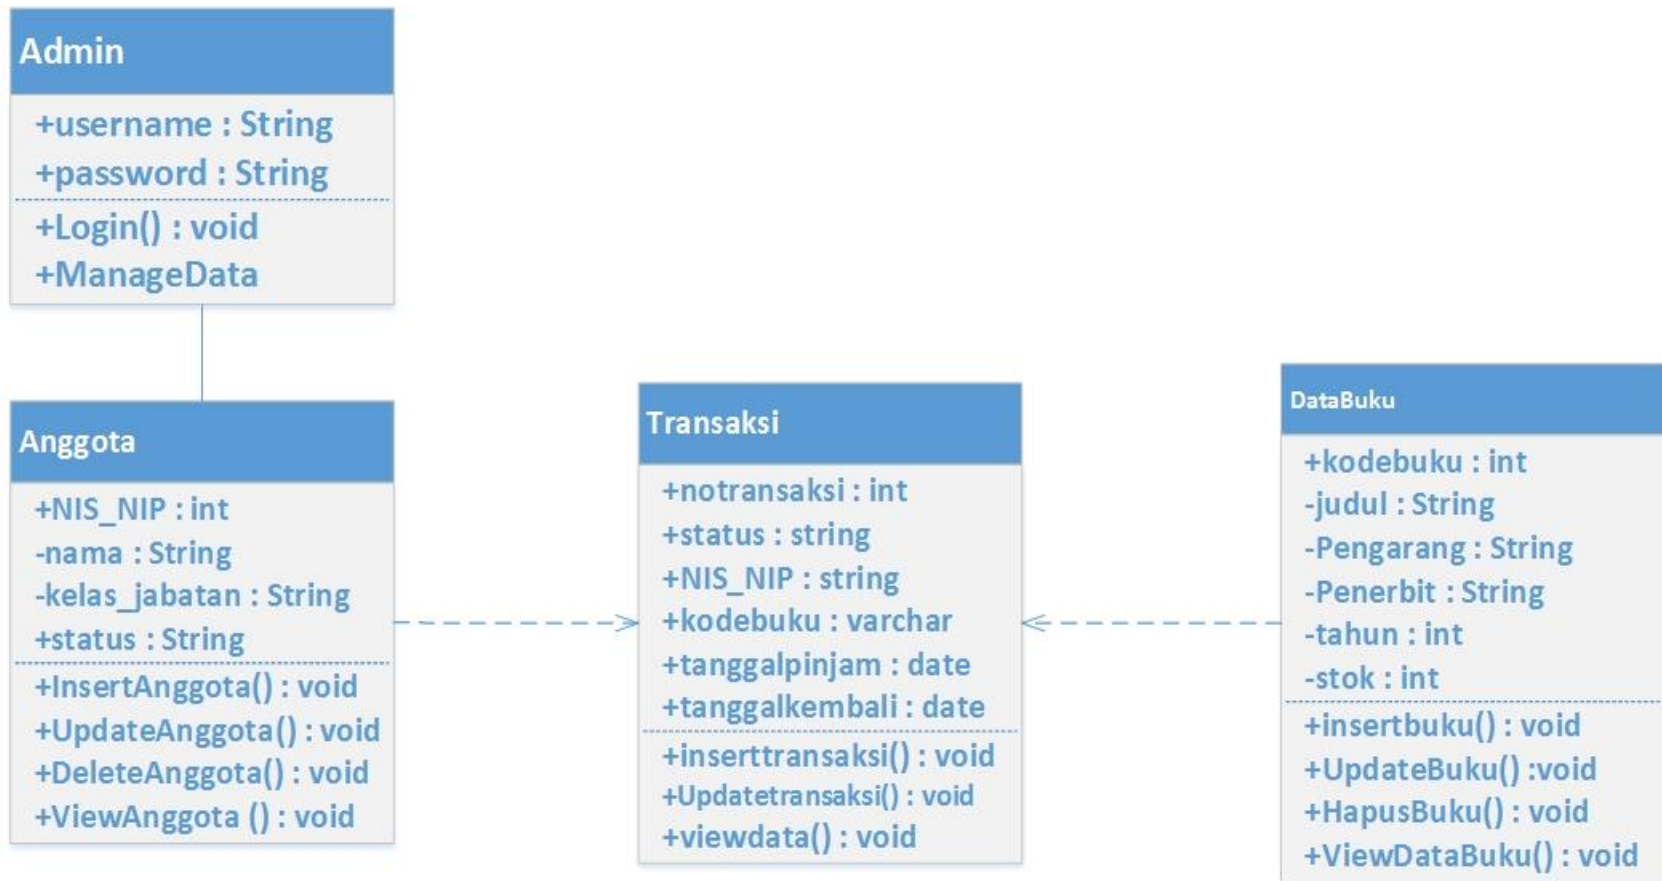 Admin
+username : String
+password : String
+Login() : void
+ManageData
Anggota
+NIS_NIP : int
-nama : String
-kelas_jabatan : String
+status : String
+InsertAnggota() : void
+UpdateAnggota() : void
+DeleteAnggota() : void
+ViewAnggota () : void
Transaksi
+notransaksi : int
+status : string
+NIS_NIP : string
+kodebuku : varchar
+tanggalpinjam : date
+tanggalkembali : date
+inserttransaksi() : void
+Updatetransaksi() : void
+viewdata() : void
DataBuku
+kodebuku : int
-judul : String
-Pengarang : String
-Penerbit : String
-tahun : int
-stok : int
+insertbuku() : void
+UpdateBuku() :void
+HapusBuku() : void
+ViewDataBuku() : void